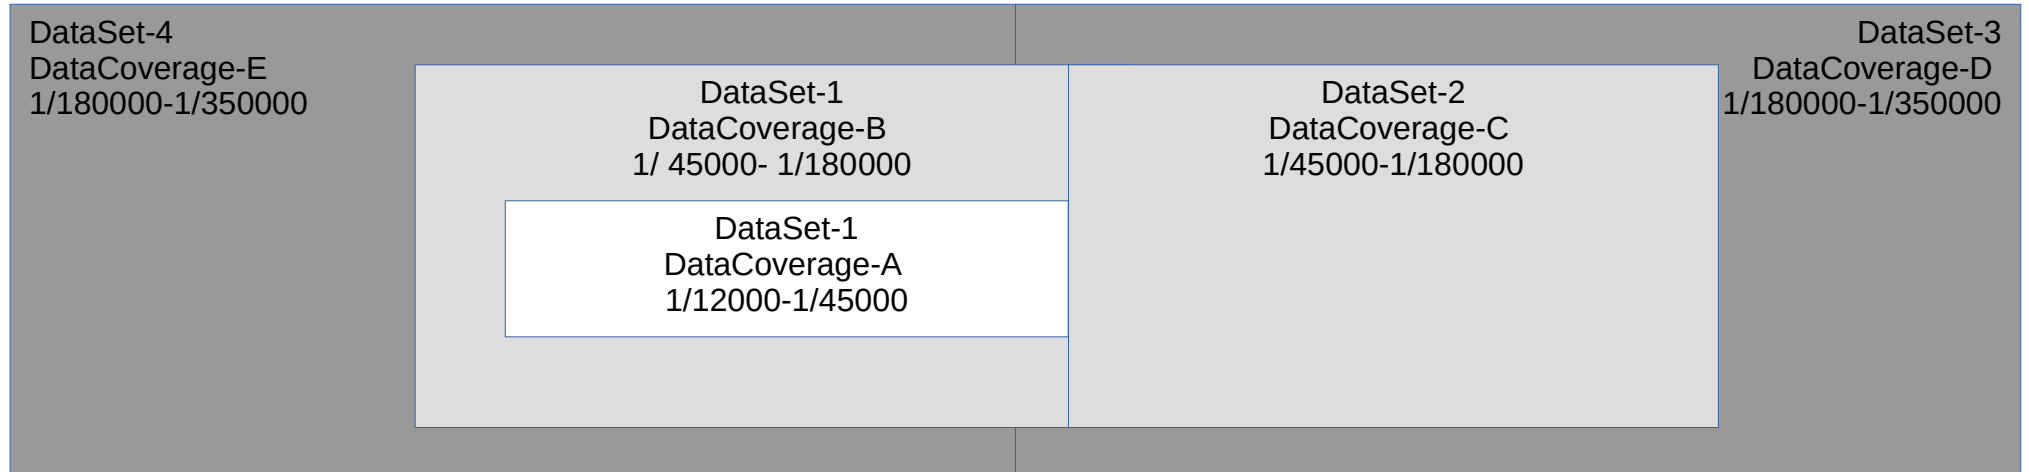 DataSet-4
DataCoverage-E
1/180000-1/350000
DataSet-3
DataCoverage-D
1/180000-1/350000
DataSet-1
DataCoverage-B
1/ 45000- 1/180000
DataSet-2
DataCoverage-C
1/45000-1/180000
DataSet-1
DataCoverage-A
1/12000-1/45000